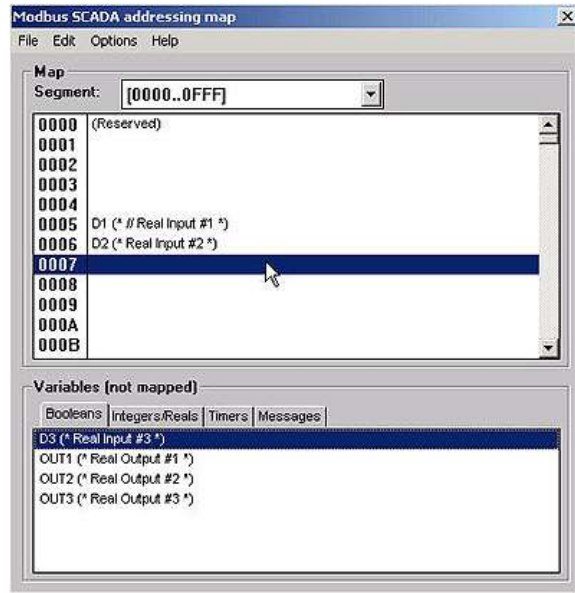 Modbus SCADA addressing map
File Edit Options Help
Map
Segment: [0000..0FFF]
0000 (Reserved)
0001
0002
0003
0004
0005 D1 (* // Real Input #1 *)
0006 D2 (* Real Input #2 *)
0007
0008
0009
000A
000B
Variables (not mapped)
Booleans Integers/Reals Timers Messages
D3 (* Real Input #3 *)
OUT1 (* Real Output #1 *)
OUT2 (* Real Output #2 *)
OUT3 (* Real Output #3 *)